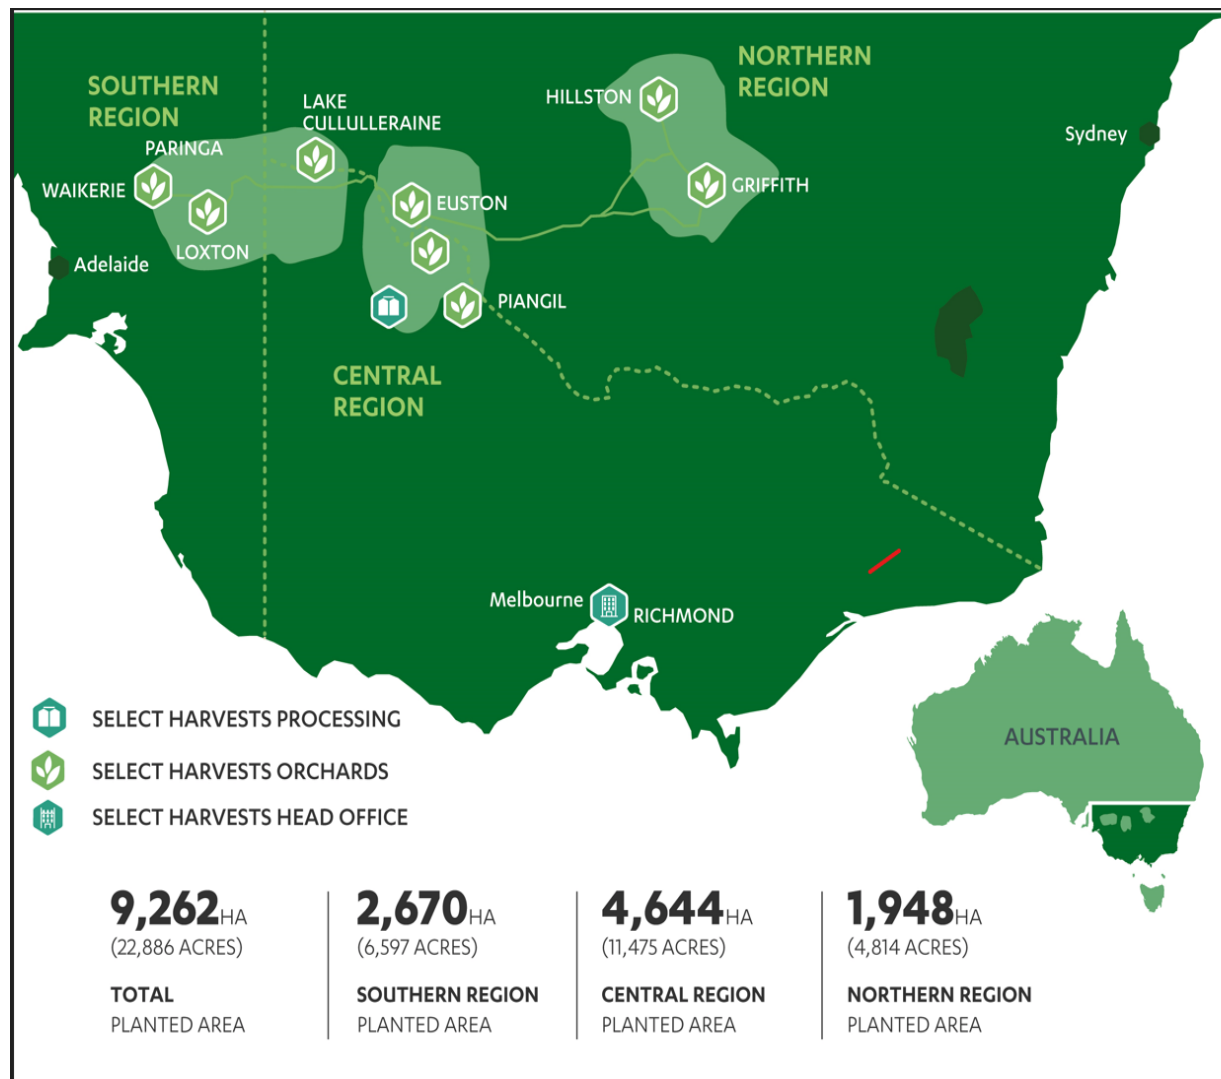 NORTHERN
REGION
SOUTHERN
REGION
HILLSTON
LAKE
CULLULLERAINE
Sydney
PARINGA
WAIKERIE
GRIFFITH
EUSTON
LOXTON
Adelaide
PIANGIL
CENTRAL
REGION
Melbourne
RICHMOND
SELECT HARVESTS PROCESSING
AUSTRALIA
SELECT HARVESTS ORCHARDS
SELECT HARVESTS HEAD OFFICE
9,262HA
(22,886 ACRES)
TOTAL
PLANTED AREA
2,670HA
(6,597 ACRES)
SOUTHERN REGION
PLANTED AREA
4,644HA
(11,475 ACRES)
CENTRAL REGION
PLANTED AREA
1,948HA
(4,814 ACRES)
NORTHERN REGION
PLANTED AREA